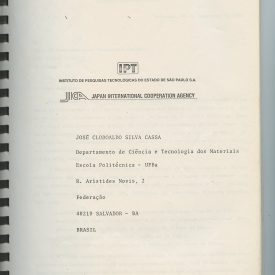 IPT
INSTITUTO DE PESQUISAS TECNOLÓGICAS DO ESTADO DE SÃO PAULO S.A.
JICA JAPAN INTERNATIONAL COOPERATION AGENCY
JOSÉ CLODOALDO SILVA CASSA
Departamento de Ciência e Tecnologia dos Materiais
Escola Politécnica - UFBa
R. Aristides Novis, 2
Federação
40210 SALVADOR - BA
BRASIL